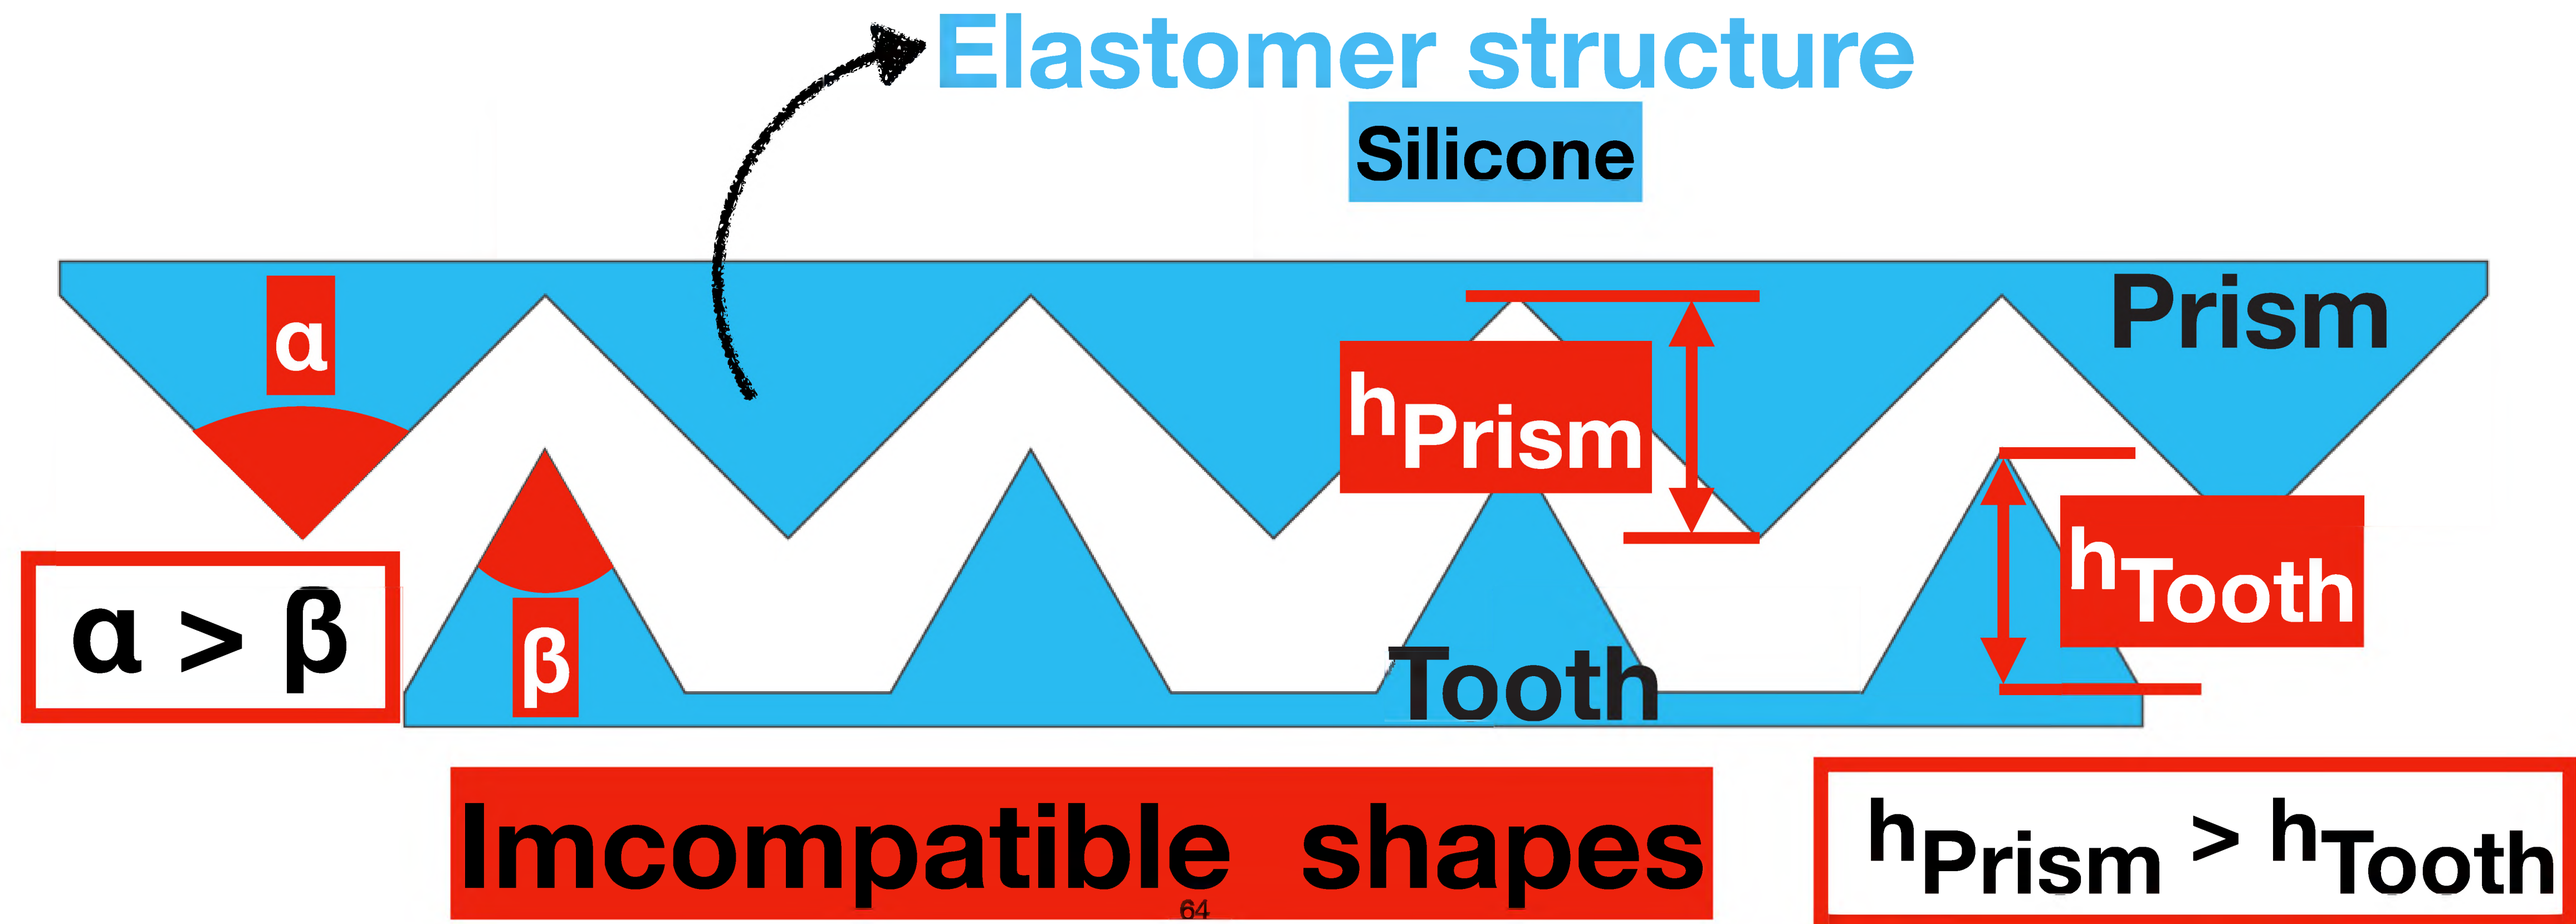 Elastomer structure
Silicone
α
Prism
hPrism
hTooth
α > β
β
Tooth
Imcompatible shapes
hPrism > hTooth
64